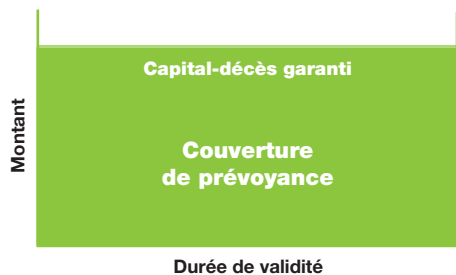 Capital-décès garanti
Couverture
de prévoyance
Montant
Durée de validité